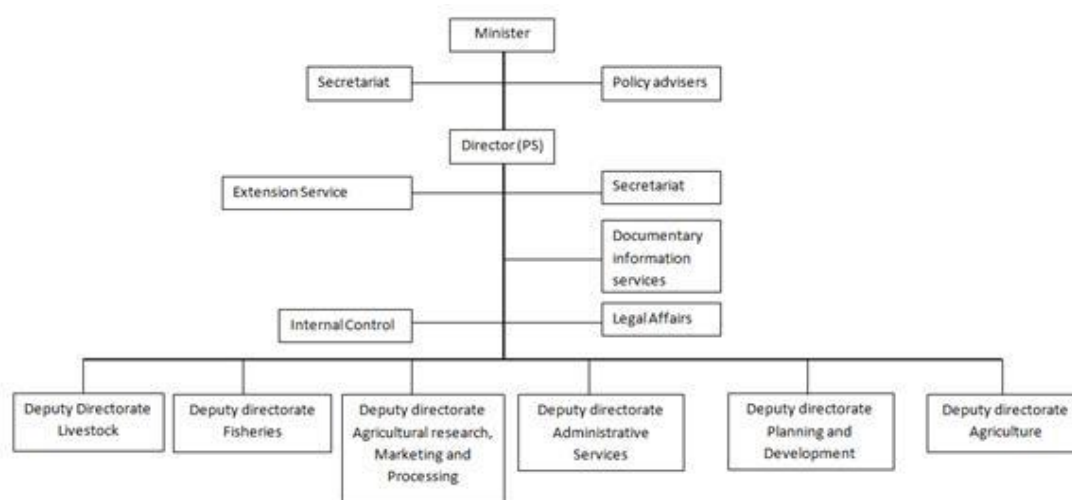 Minister
Secretariat
Policy advisers
Director (PS)
Extension Service
Secretariat
Documentary
information
services
Internal Control
Legal Affairs
Deputy Directorate
Livestock
Deputy directorate
Fisheries
Deputy directorate
Agricultural research,
Marketing and
Processing
Deputy directorate
Administrative
Services
Deputy directorate
Planning and
Development
Deputy directorate
Agriculture